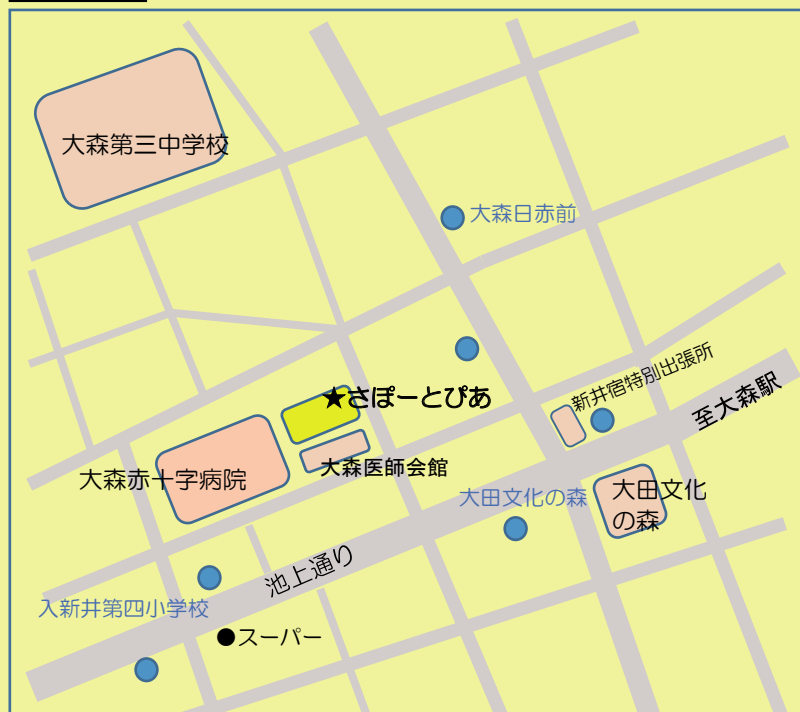 大森第三中学校
大森日赤前
新井宿特別出張所
至大森駅
★さぽーとぴあ
大森医師会館
大森赤十字病院
大田文化の森
大田文化
の森
池上通り
入新井第四小学校
●スーパー